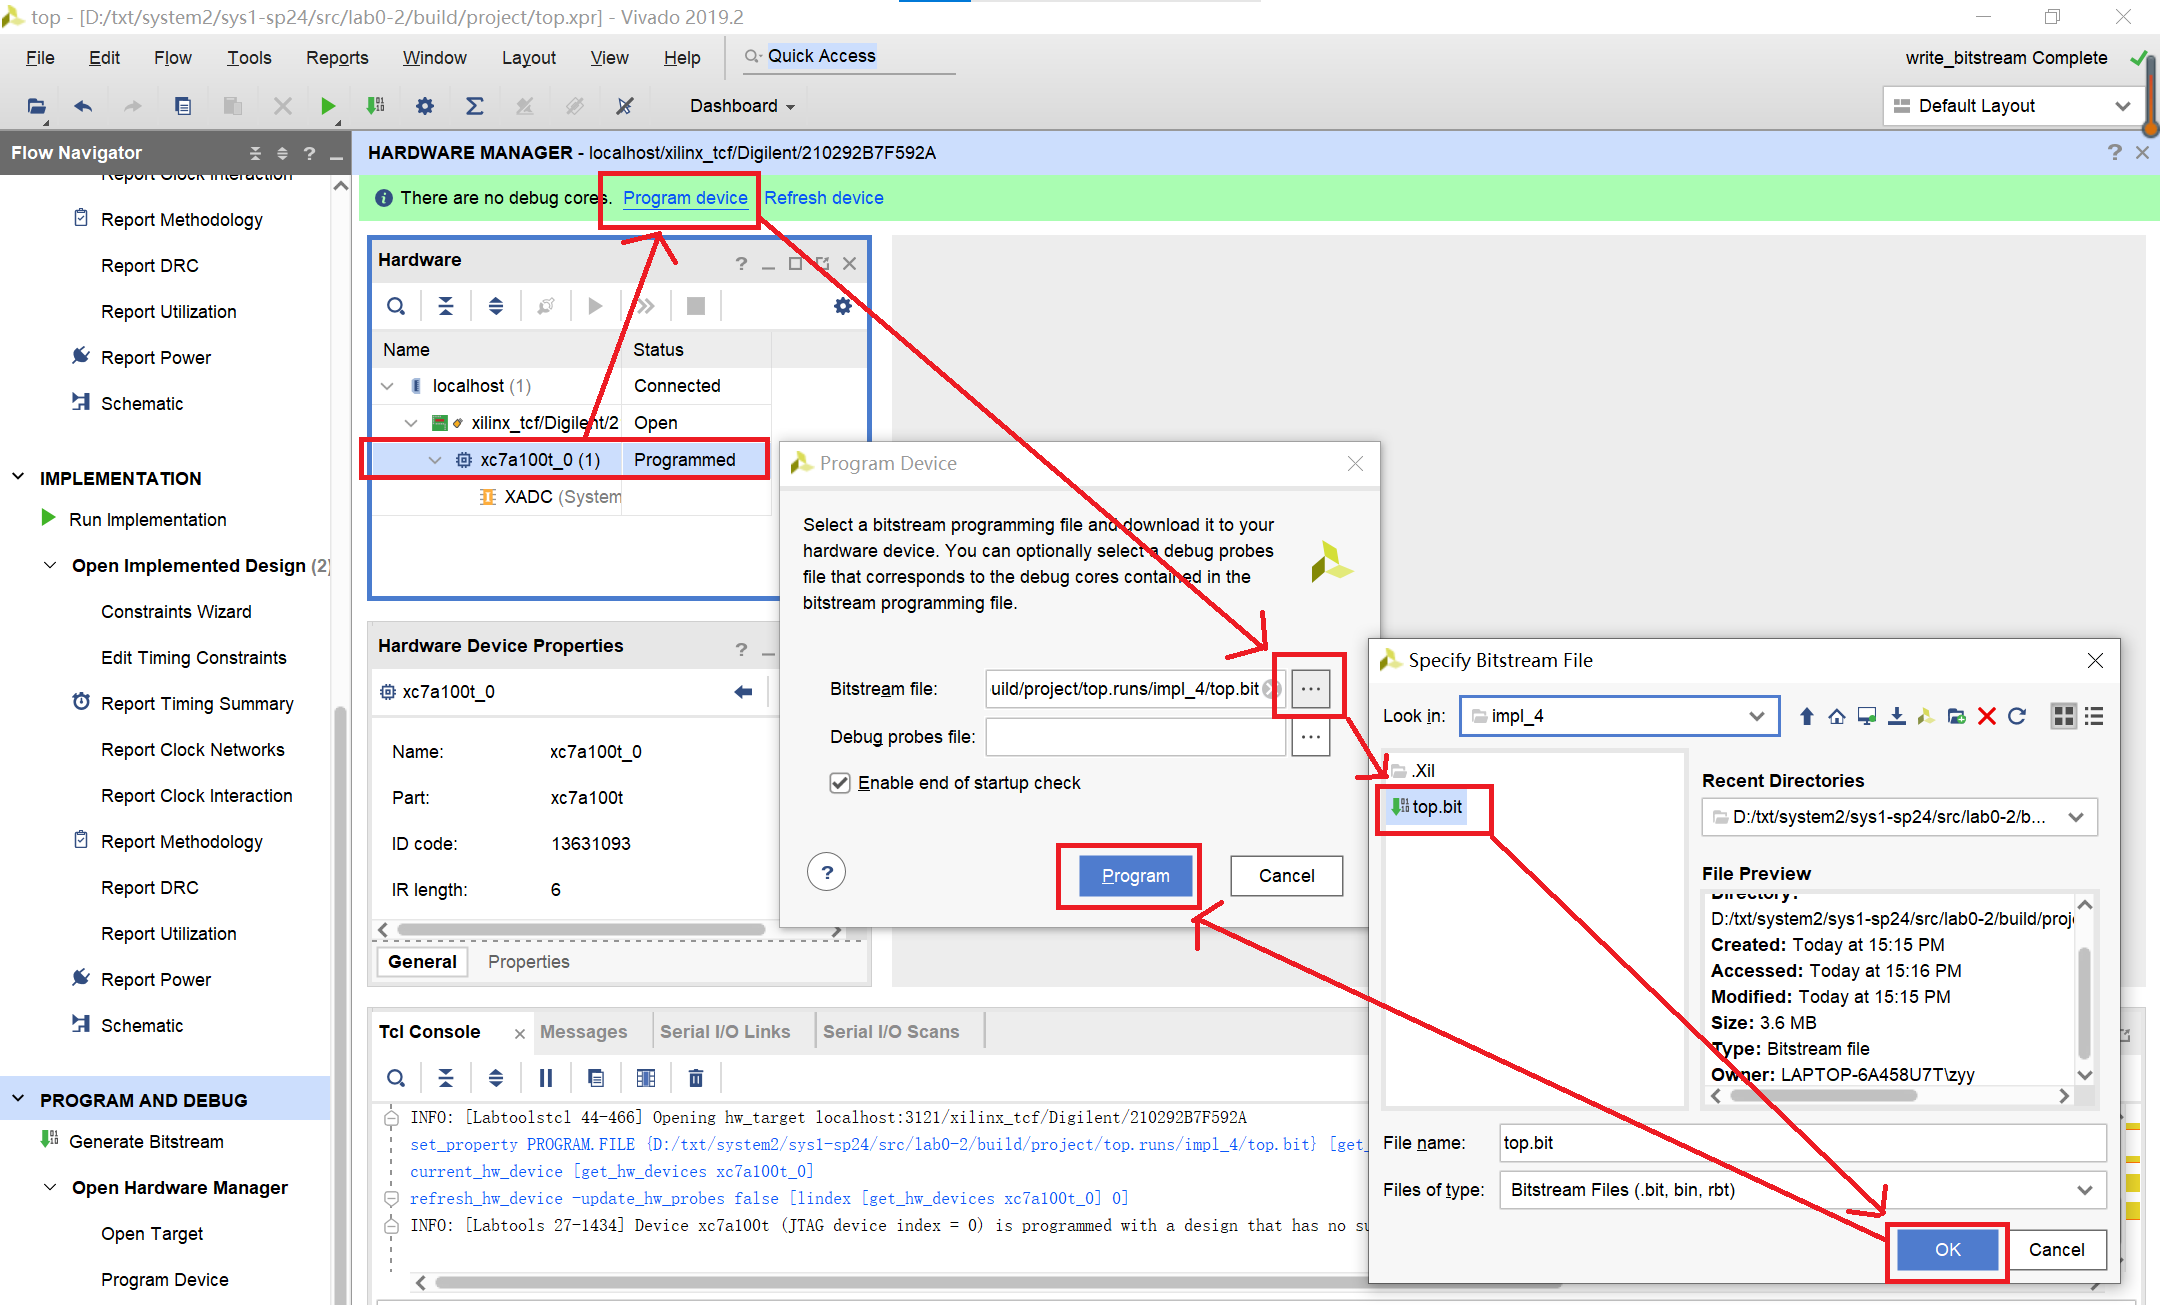 top - [D:/txt/system2/sys1-sp24/src/lab0-2/build/project/top.xpr] - Vivado 2019.2
File Edit Flow Tools Reports Window Layout View Help Quick Access
write_bitstream Complete
Dashboard
Default Layout
Flow Navigator
HARDWARE MANAGER - localhost/xilinx_tcf/Digilent/210292B7F592A
There are no debug cores. Program device Refresh device
Report Clock Interaction
Report Methodology
Report DRC
Report Utilization
Report Power
Schematic
IMPLEMENTATION
Run Implementation
Open Implemented Design (2)
Constraints Wizard
Edit Timing Constraints
Report Timing Summary
Report Clock Networks
Report Clock Interaction
Report Methodology
Report DRC
Report Utilization
Report Power
Schematic
PROGRAM AND DEBUG
Generate Bitstream
Open Hardware Manager
Open Target
Program Device
Hardware
Name Status
localhost (1) Connected
xilinx_tcf/Digilent/2 Open
xc7a100t_0 (1) Programmed
XADC (System
Hardware Device Properties
xc7a100t_0
Name: xc7a100t_0
Part: xc7a100t
ID code: 13631093
IR length: 6
General Properties
Program Device
Select a bitstream programming file and download it to your
hardware device. You can optionally select a debug probes
file that corresponds to the debug cores contained in the
bitstream programming file.
Bitstream file: uild/project/top.runs/impl_4/top.bit
Debug probes file:
Enable end of startup check
Program
Cancel
Specify Bitstream File
Look in: impl_4
.Xil
top.bit
Recent Directories
D:/txt/system2/sys1-sp24/src/lab0-2/b...
File Preview
Directory:
D:/txt/system2/sys1-sp24/src/lab0-2/build/proj
Created: Today at 15:15 PM
Accessed: Today at 15:16 PM
Modified: Today at 15:15 PM
Size: 3.6 MB
Type: Bitstream file
Owner: LAPTOP-6A458U7T\zyy
File name: top.bit
Files of type: Bitstream Files (.bit, bin, rbt)
OK
Cancel
Tcl Console Messages Serial I/O Links Serial I/O Scans
INFO: [Labtoolstcl 44-466] Opening hw_target localhost:3121/xilinx_tcf/Digilent/210292B7F592A
set_property PROGRAM.FILE {D:/txt/system2/sys1-sp24/src/lab0-2/build/project/top.runs/impl_4/top.bit} [get_
current_hw_device [get_hw_devices xc7a100t_0]
refresh_hw_device -update_hw_probes false [lindex [get_hw_devices xc7a100t_0] 0]
INFO: [Labtools 27-1434] Device xc7a100t (JTAG device index = 0) is programmed with a design that has no su